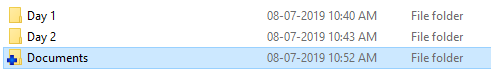 Day 1 08-07-2019 10:40 AM File folder
Day 2 08-07-2019 10:43 AM File folder
Documents 08-07-2019 10:52 AM File folder